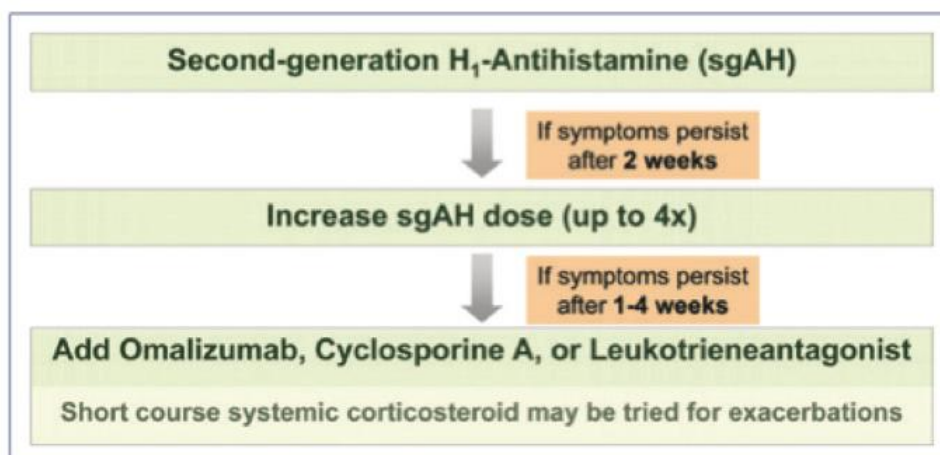 Second-generation H₁-Antihistamine (sgAH)
If symptoms persist
after 2 weeks
Increase sgAH dose (up to 4x)
If symptoms persist
after 1-4 weeks
Add Omalizumab, Cyclosporine A, or Leukotrieneantagonist
Short course systemic corticosteroid may be tried for exacerbations